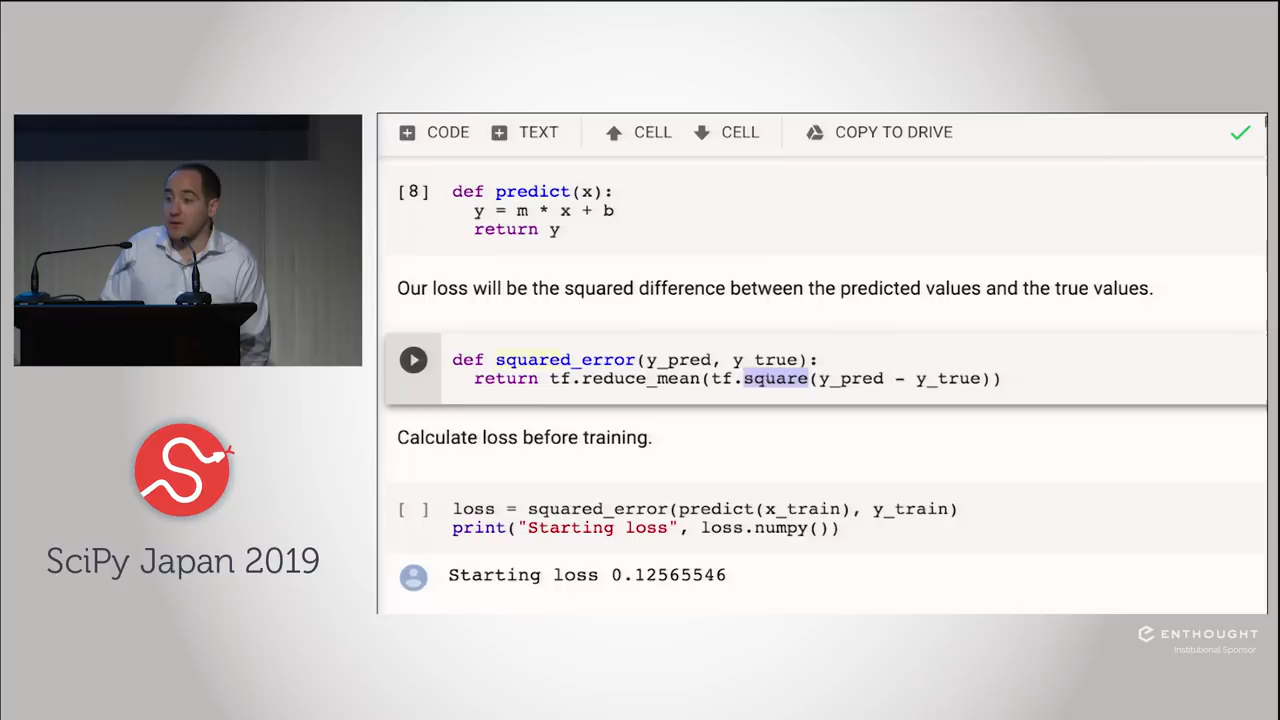 CODE TEXT CELL CELL COPY TO DRIVE
[8] def predict(x):
y = m * x + b
return y
Our loss will be the squared difference between the predicted values and the true values.
def squared_error(y_pred, y_true):
return tf.reduce_mean(tf.square(y_pred - y_true))
Calculate loss before training.
[ ] loss = squared_error(predict(x_train), y_train)
print("Starting loss", loss.numpy())
Starting loss 0.12565546
SciPy Japan 2019
ENTHOUGHT
Institutional Sponsor